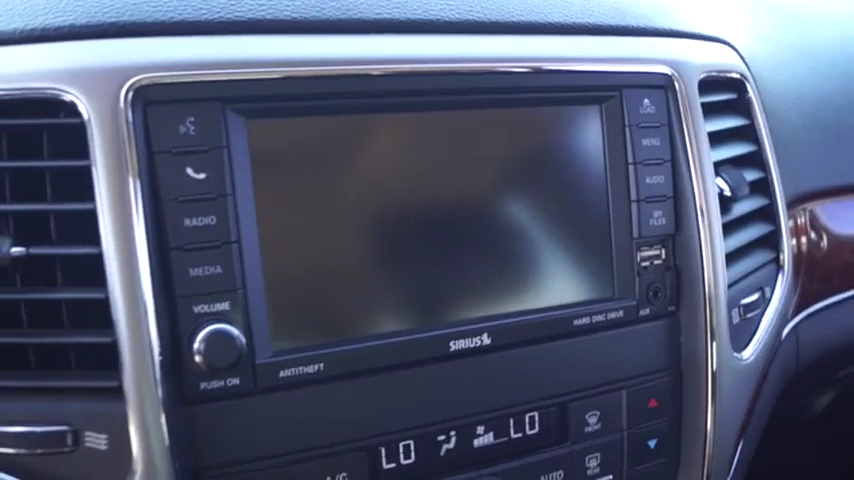 LOAD
MENU
RADIO
AUDIO
MEDIA
MY
FILES
VOLUME
PUSH ON
AUX
ANTITHEFT
SIRIUS
HARD DISC DRIVE
LO
LO
FRONT
A/C
AUTO
REAR